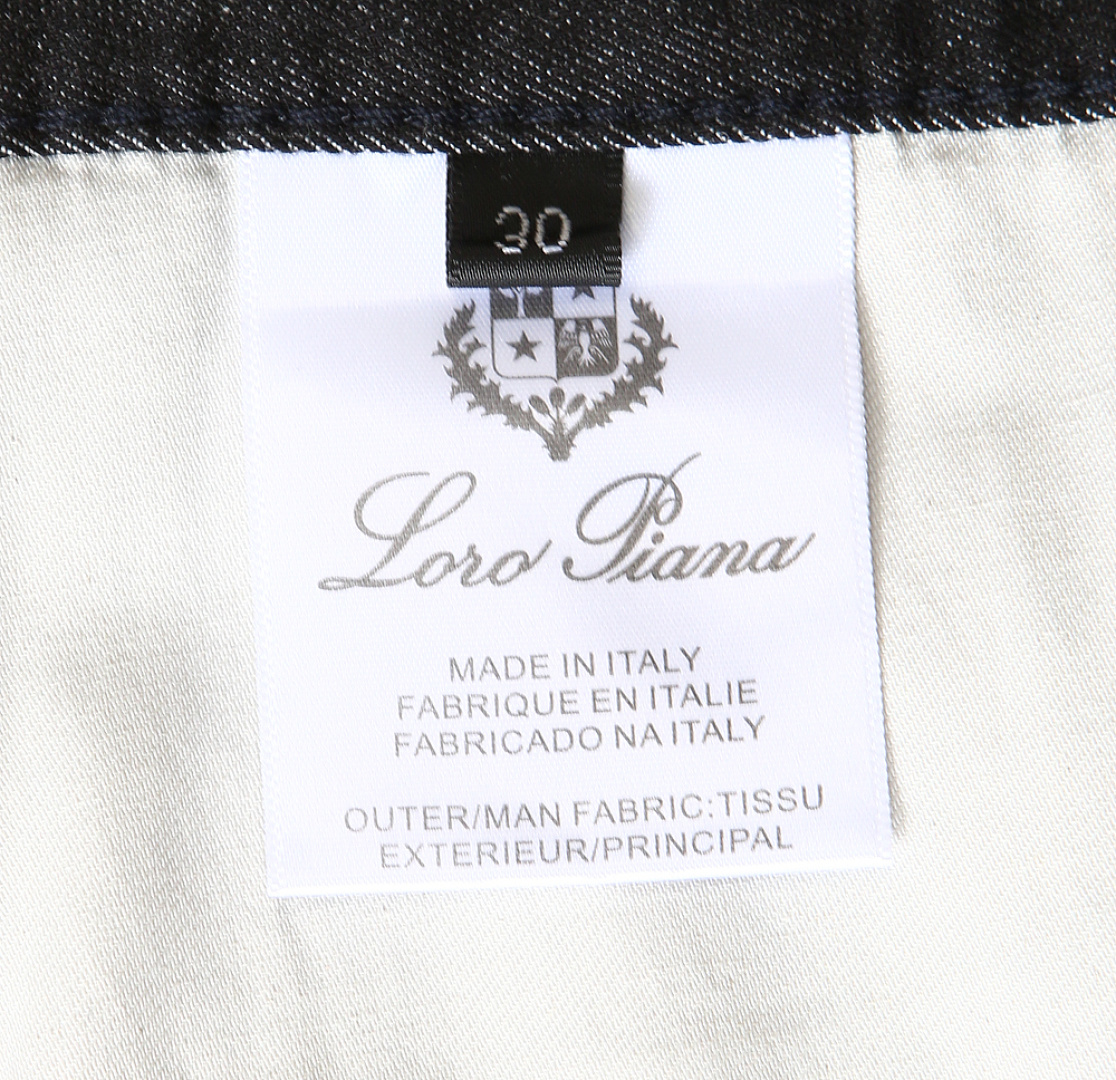 30
Loro Piana
MADE IN ITALY
FABRIQUE EN ITALIE
FABRICADO NA ITALY
OUTER/MAN FABRIC:TISSU
EXTERIEUR/PRINCIPAL